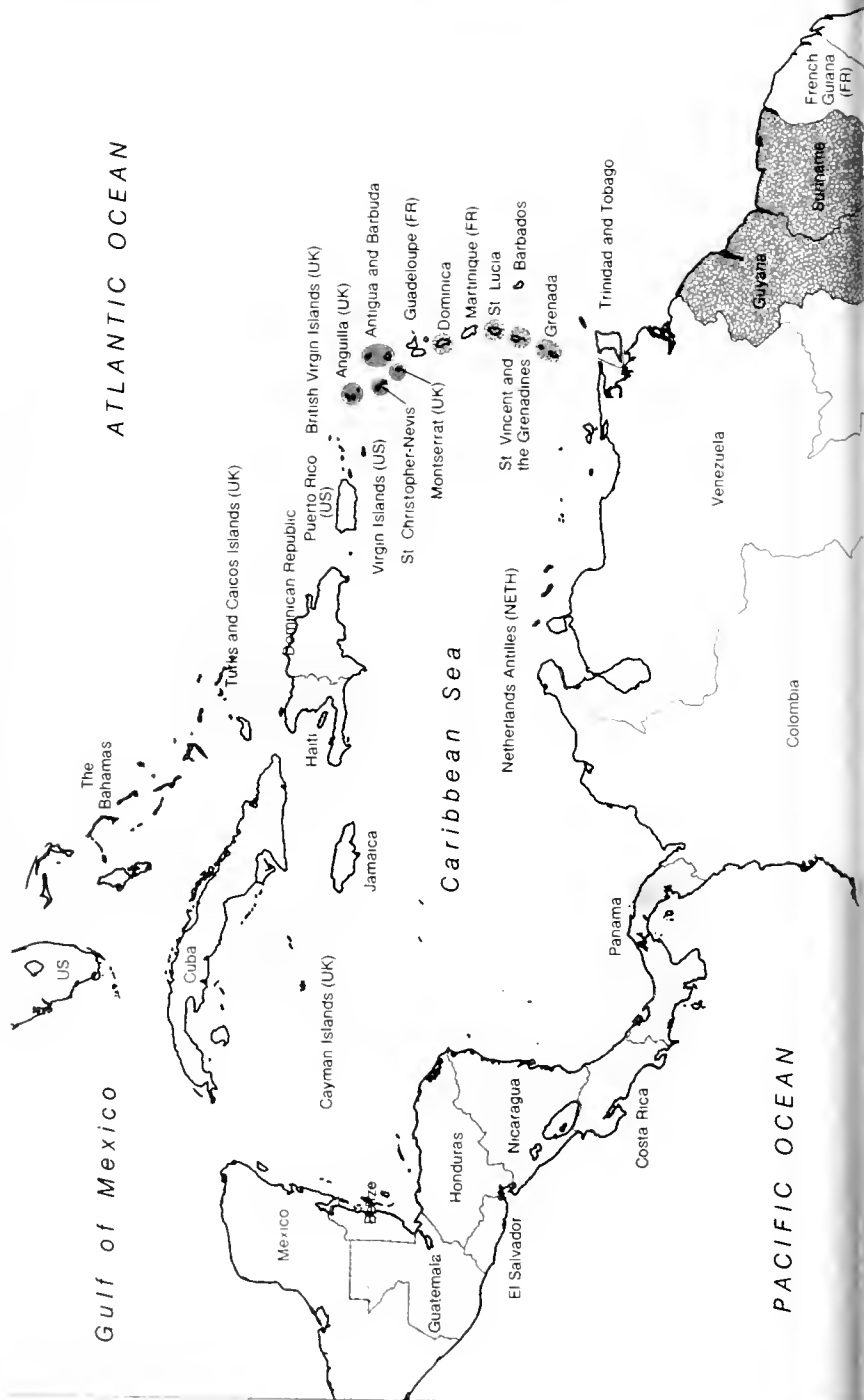 ATLANTIC OCEAN
Gulf of Mexico
US
The
Bahamas
Turks and Caicos Islands (UK)
Cuba
Cayman Islands (UK)
Jamaica
Haiti
Dominican Republic
Puerto Rico
(US)
British Virgin Islands (UK)
Virgin Islands (US)
Anguilla (UK)
St Christopher-Nevis
Antigua and Barbuda
Montserrat (UK)
Guadeloupe (FR)
Dominica
Martinique (FR)
St Lucia
Barbados
St Vincent and
the Grenadines
Grenada
Trinidad and Tobago
Caribbean Sea
Netherlands Antilles (NETH)
Mexico
Belize
Guatemala
Honduras
El Salvador
Nicaragua
Costa Rica
Panama
Colombia
Venezuela
Guyana
Suriname
French
Guiana
(FR)
PACIFIC OCEAN